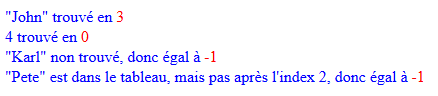 "John" trouvé en 3
4 trouvé en 0
"Karl" non trouvé, donc égal à -1
"Pete" est dans le tableau, mais pas après l'index 2, donc égal à -1